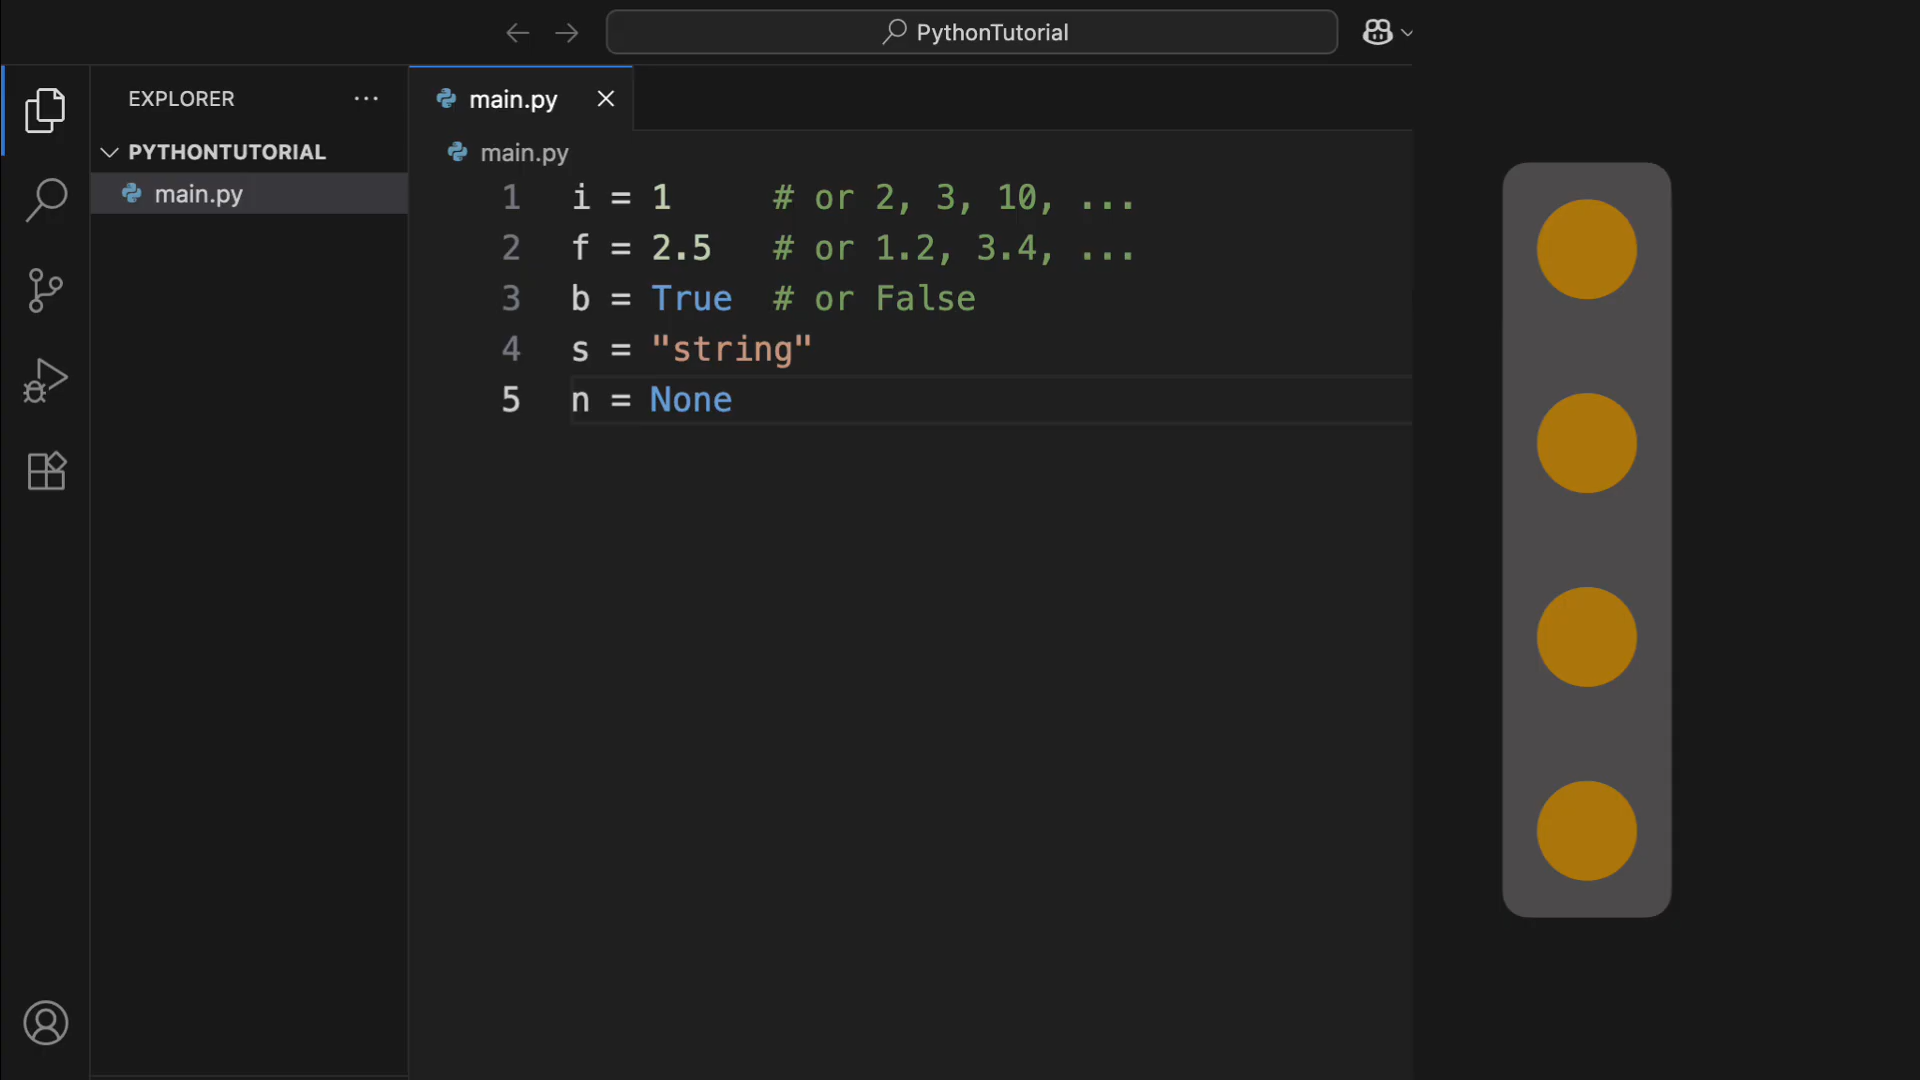 PythonTutorial
EXPLORER
PYTHONTUTORIAL
main.py
main.py
main.py
1 i = 1 # or 2, 3, 10, ...
2 f = 2.5 # or 1.2, 3.4, ...
3 b = True # or False
4 s = "string"
5 n = None